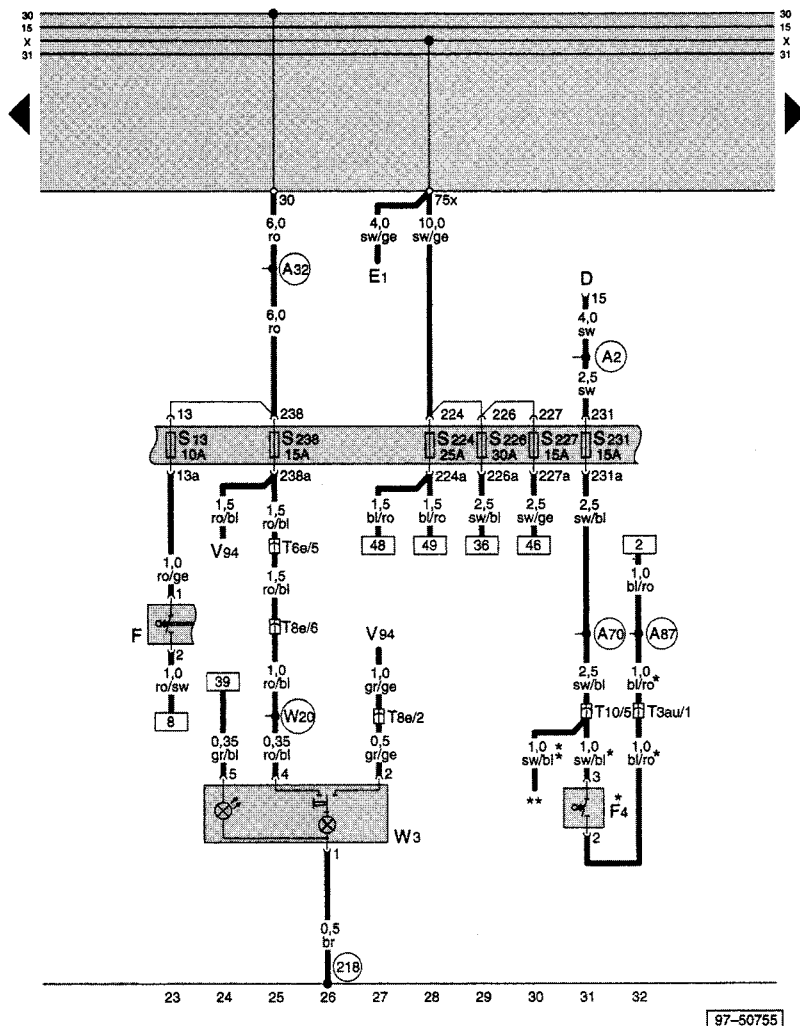 30 30
15 15
X X
31 31
30 75x
6,0 4,0 10,0
ro sw/ge sw/ge
A32 E1 D
15
6,0 4,0
ro sw
A2
2,5
sw
13 238 224 226 227 231
S13 S238 S224 S226 S227 S231
10A 15A 25A 30A 15A 15A
13a 238a 224a 226a 227a 231a
1,5 1,5 1,5 1,5 2,5 2,5 2,5
ro/bl ro/bl bl/ro bl/ro sw/bl sw/ge sw/bl
V94 T6e/5 48 49 36 46 2
1,0 1,5 1,0
ro/ge ro/bl bl/ro
1
F T8e/6 V94 A70 A87
2
1,0 1,0 1,0 2,5 1,0
ro/sw 39 ro/bl gr/ge sw/bl bl/ro*
8 W20 T8e/2 T10/5 T3au/1
0,35 0,35 0,5 1,0* 1,0 1,0
gr/bl ro/bl gr/ge sw/bl* sw/bl* bl/ro*
5 4 2 ** 3
F4*
W3 2
1
0,5
br
218
23 24 25 26 27 28 29 30 31 32
97-50755